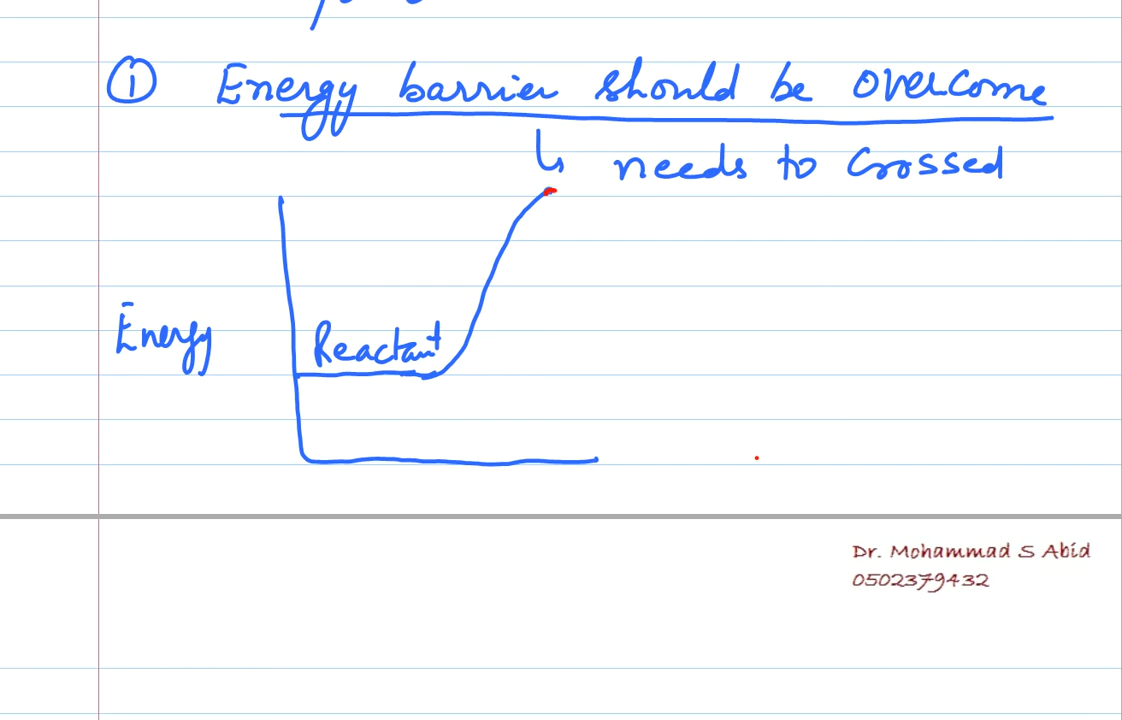 ① Energy barrier should be overcome
↳ needs to crossed
Energy
Reactant
Dr. Mohammad S Abid
0502379432